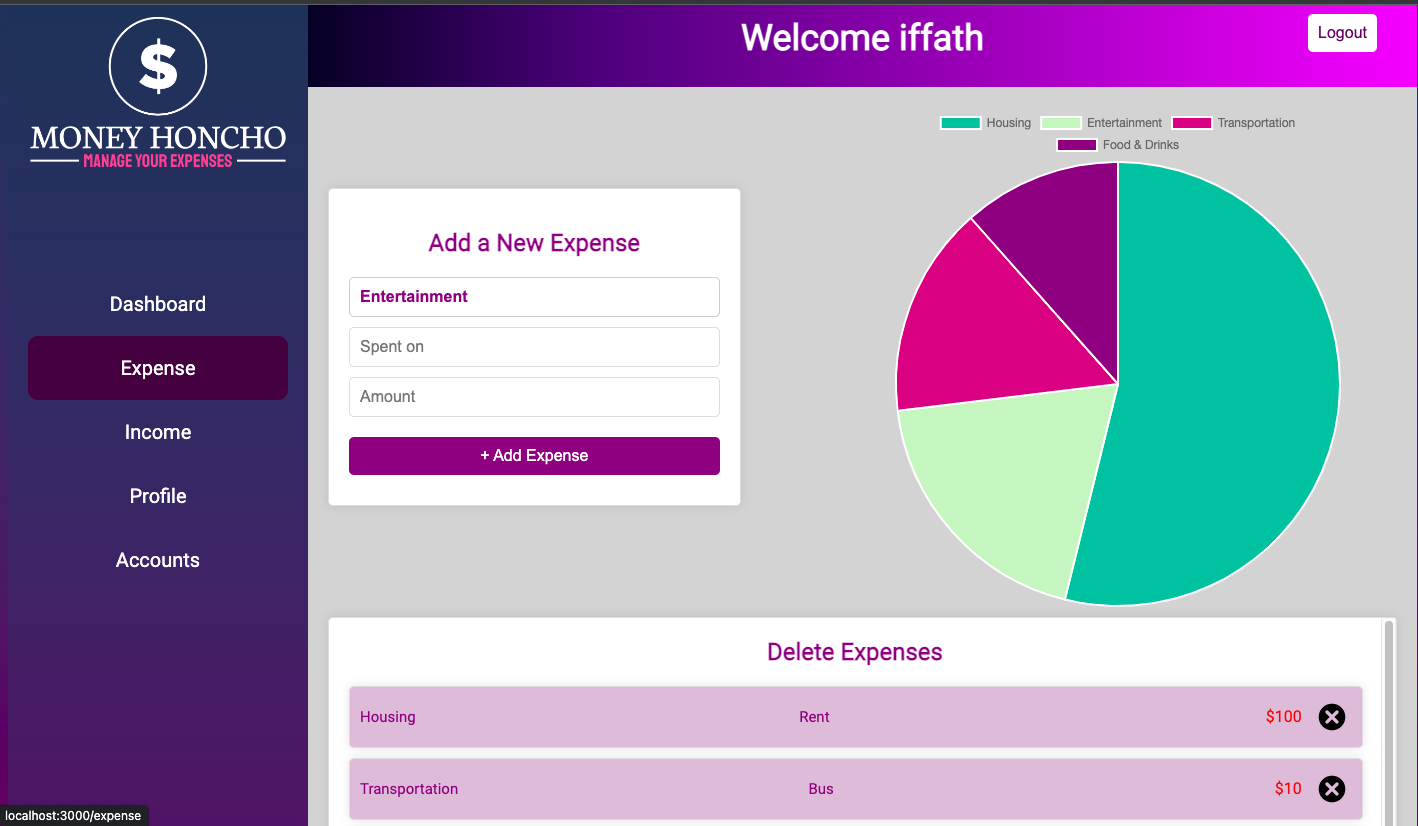 $
MONEY HONCHO
MANAGE YOUR EXPENSES
Dashboard
Expense
Income
Profile
Accounts
localhost:3000/expense
Welcome iffath
Logout
Add a New Expense
Entertainment
Spent on
Amount
+ Add Expense
Housing Entertainment Transportation
Food & Drinks
Delete Expenses
Housing Rent $100
Transportation Bus $10